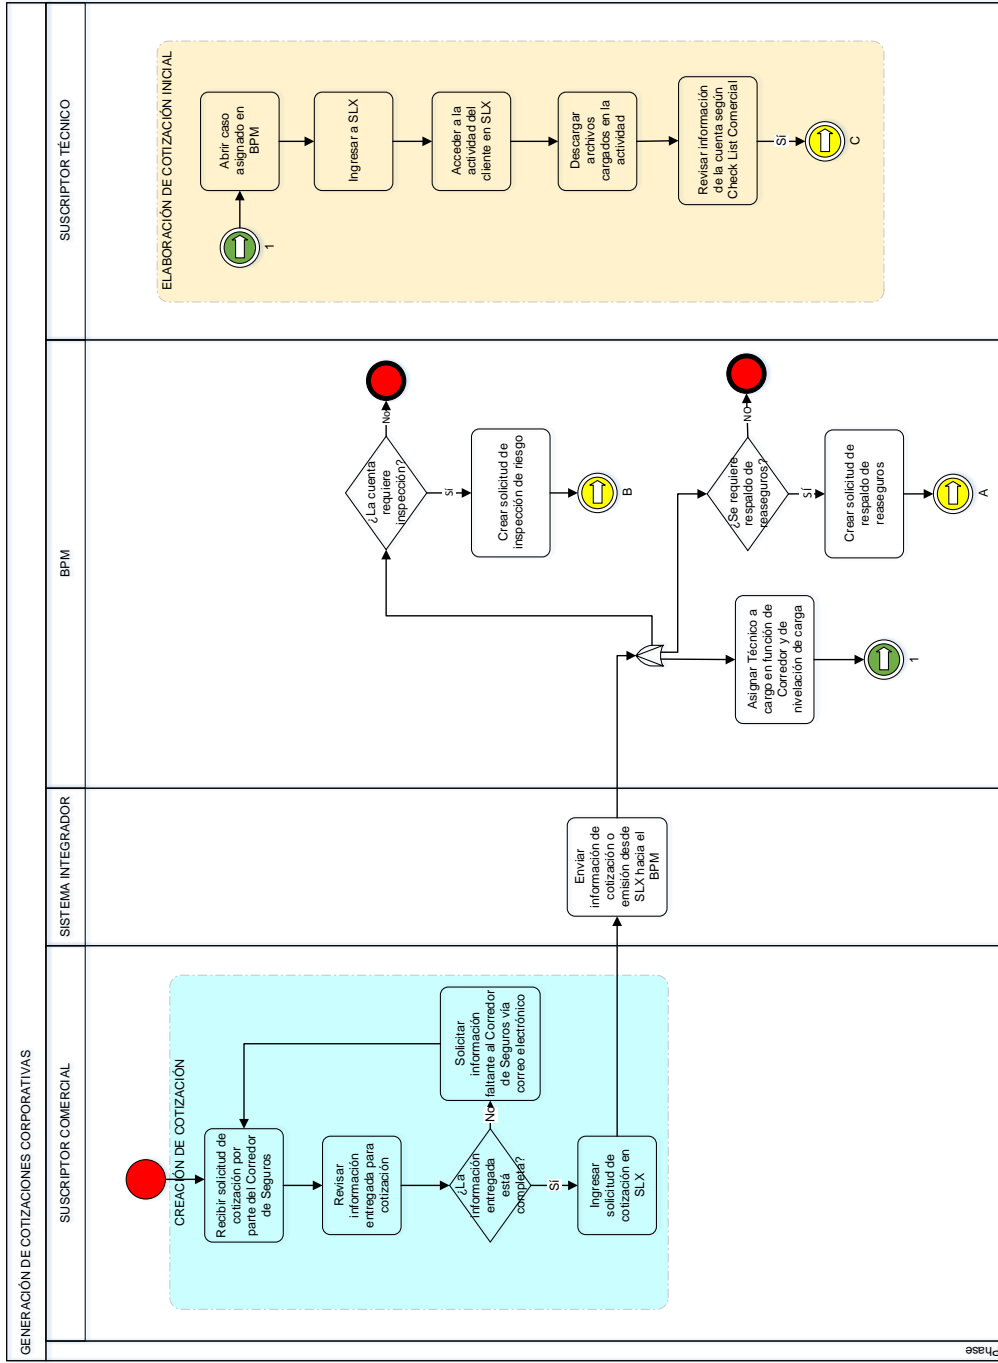 GENERACIÓN DE COTIZACIONES CORPORATIVAS
SUSCRIPTOR COMERCIAL
SISTEMA INTEGRADOR
BPM
SUSCRIPTOR TÉCNICO
Phase
CREACIÓN DE COTIZACIÓN
Recibir solicitud de
cotización por
parte del Corredor
de Seguros
Revisar
información
entregada para
cotización
¿La
información
entregada
está
completa?
No
Solicitar
información
faltante al Corredor
de Seguros vía
correo electrónico
Sí
Ingresar
solicitud de
cotización en
SLX
Enviar
información de
cotización o
emisión desde
SLX hacia el
BPM
¿La cuenta
requiere
inspección?
No
Sí
Crear solicitud de
inspección de riesgo
B
¿Se requiere
respaldo de
reaseguros?
NO
SÍ
Crear solicitud de
respaldo de
reaseguros
A
Asignar Técnico a
cargo en función de
Corredor y de
nivelación de carga
1
ELABORACIÓN DE COTIZACIÓN INICIAL
1
Abrir caso
asignado en
BPM
Ingresar a SLX
Acceder a la
actividad del
cliente en SLX
Descargar
archivos
cargados en la
actividad
Revisar información
de la cuenta según
Check List Comercial
Sí
C